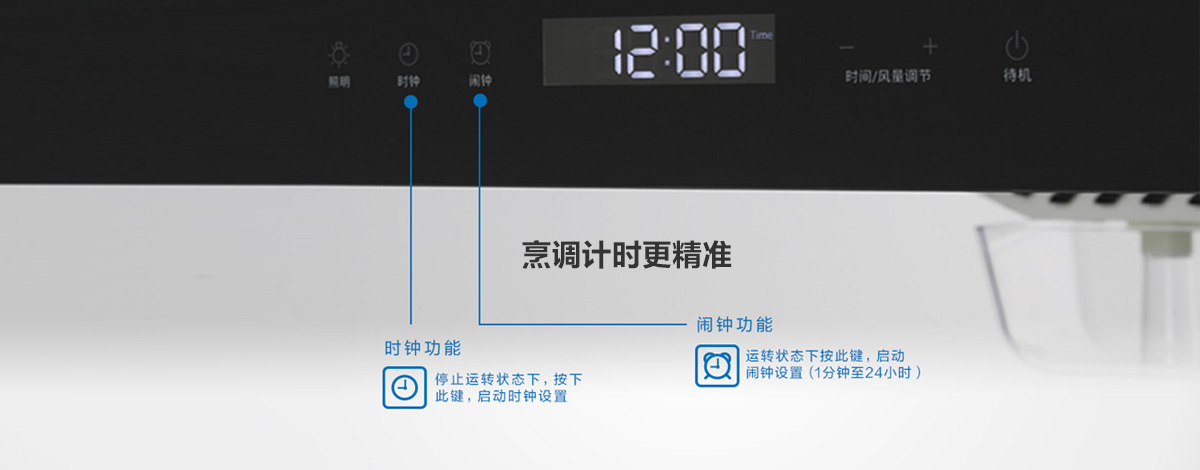 12:00 Time
照明 时钟 闹钟 时间/风量调节 待机
烹调计时更精准
时钟功能
停止运转状态下，按下
此键，启动时钟设置
闹钟功能
运转状态下按此键，启动
闹钟设置（1分钟至24小时）